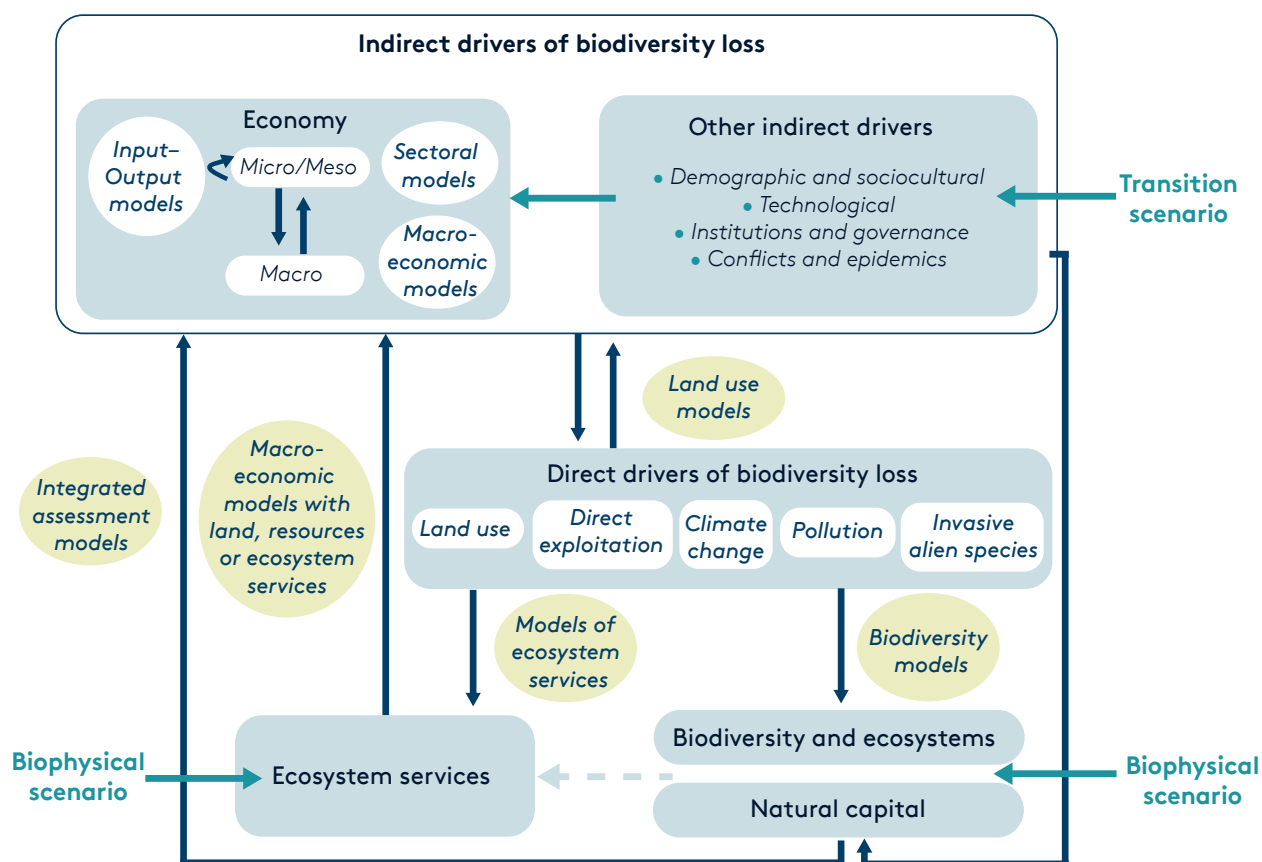 Indirect drivers of biodiversity loss
Economy
Input–
Output
models
Micro/Meso
Macro
Sectoral
models
Macro-
economic
models
Other indirect drivers
• Demographic and sociocultural
• Technological
• Institutions and governance
• Conflicts and epidemics
Transition
scenario
Integrated
assessment
models
Macro-
economic
models with
land, resources
or ecosystem
services
Land use
models
Direct drivers of biodiversity loss
Land use
Direct
exploitation
Climate
change
Pollution
Invasive
alien species
Models of
ecosystem
services
Biodiversity
models
Biophysical
scenario
Ecosystem services
Biodiversity and ecosystems
Natural capital
Biophysical
scenario